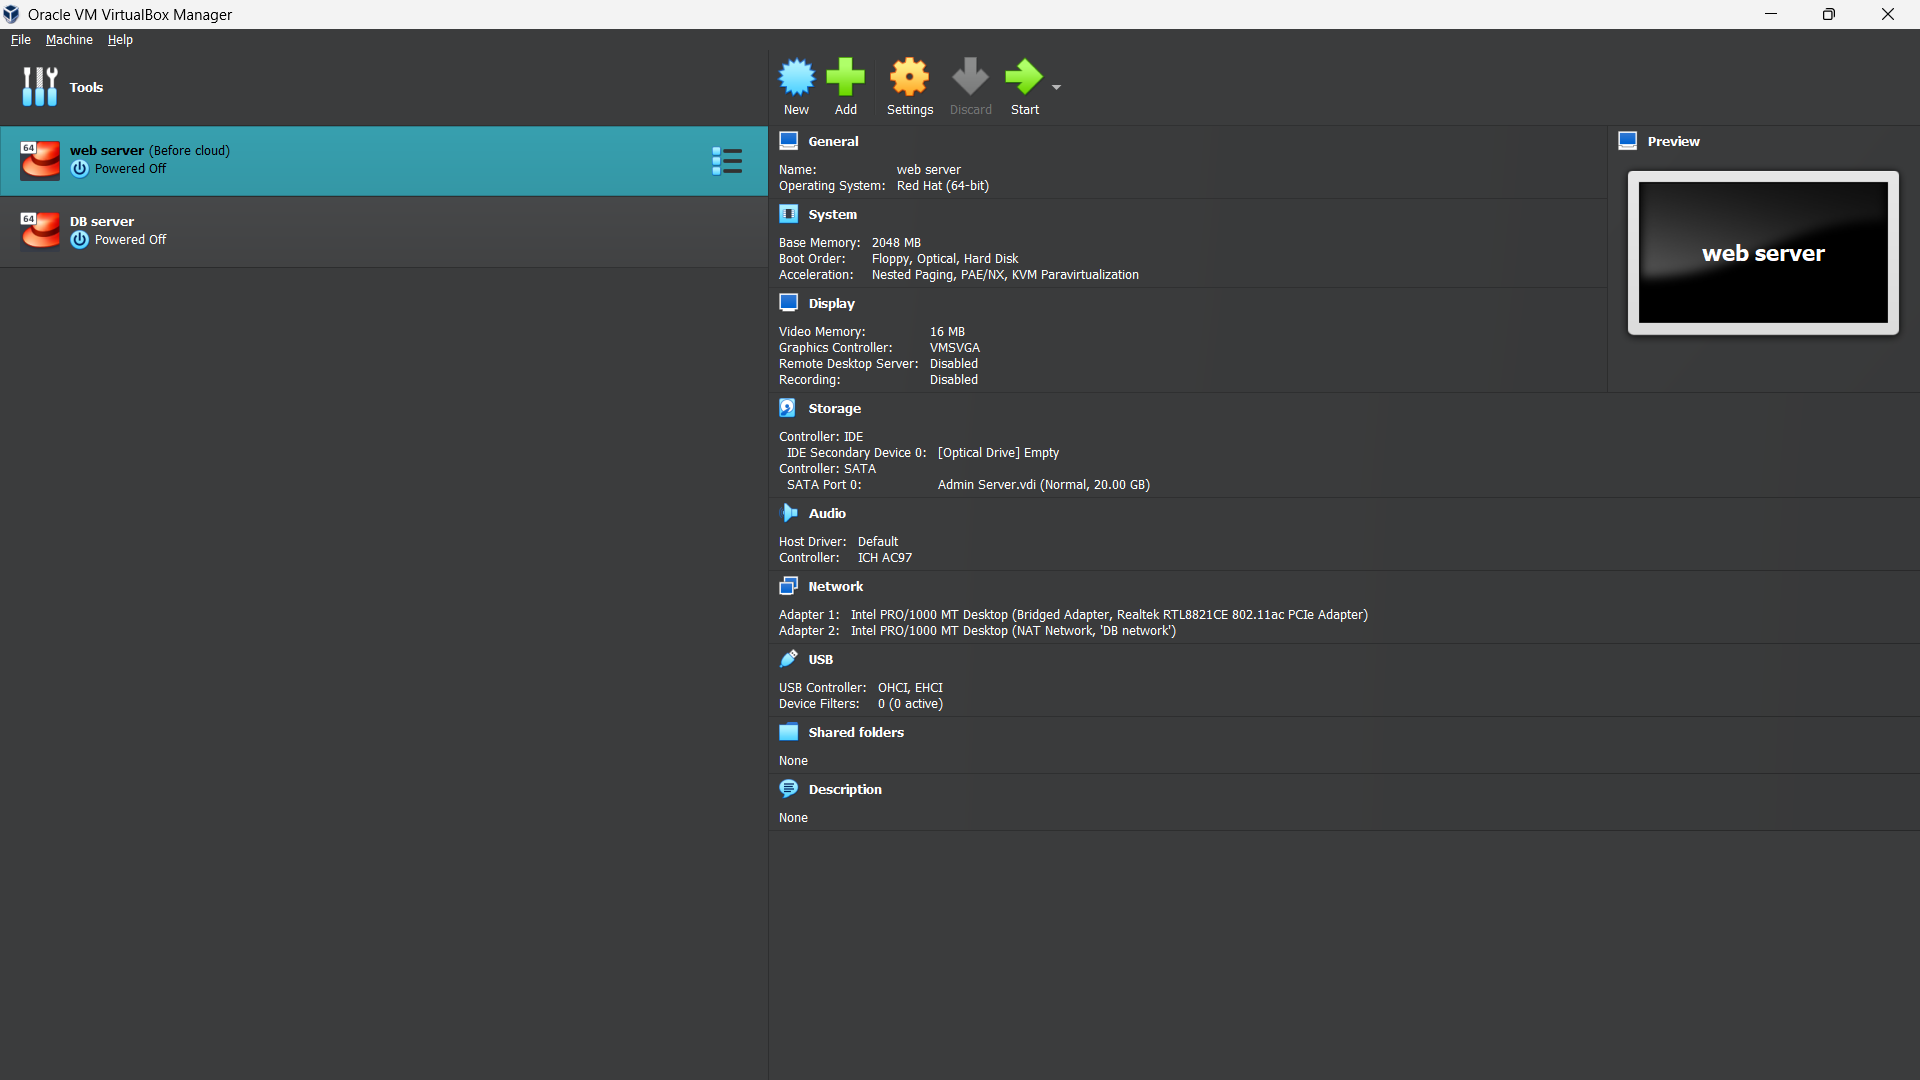 Oracle VM VirtualBox Manager
File Machine Help
Tools
New Add Settings Discard Start
64 web server (Before cloud)
Powered Off
64 DB server
Powered Off
General
Name: web server
Operating System: Red Hat (64-bit)
System
Base Memory: 2048 MB
Boot Order: Floppy, Optical, Hard Disk
Acceleration: Nested Paging, PAE/NX, KVM Paravirtualization
Display
Video Memory: 16 MB
Graphics Controller: VMSVGA
Remote Desktop Server: Disabled
Recording: Disabled
Preview
web server
Storage
Controller: IDE
IDE Secondary Device 0: [Optical Drive] Empty
Controller: SATA
SATA Port 0: Admin Server.vdi (Normal, 20.00 GB)
Audio
Host Driver: Default
Controller: ICH AC97
Network
Adapter 1: Intel PRO/1000 MT Desktop (Bridged Adapter, Realtek RTL8821CE 802.11ac PCIe Adapter)
Adapter 2: Intel PRO/1000 MT Desktop (NAT Network, 'DB network')
USB
USB Controller: OHCI, EHCI
Device Filters: 0 (0 active)
Shared folders
None
Description
None